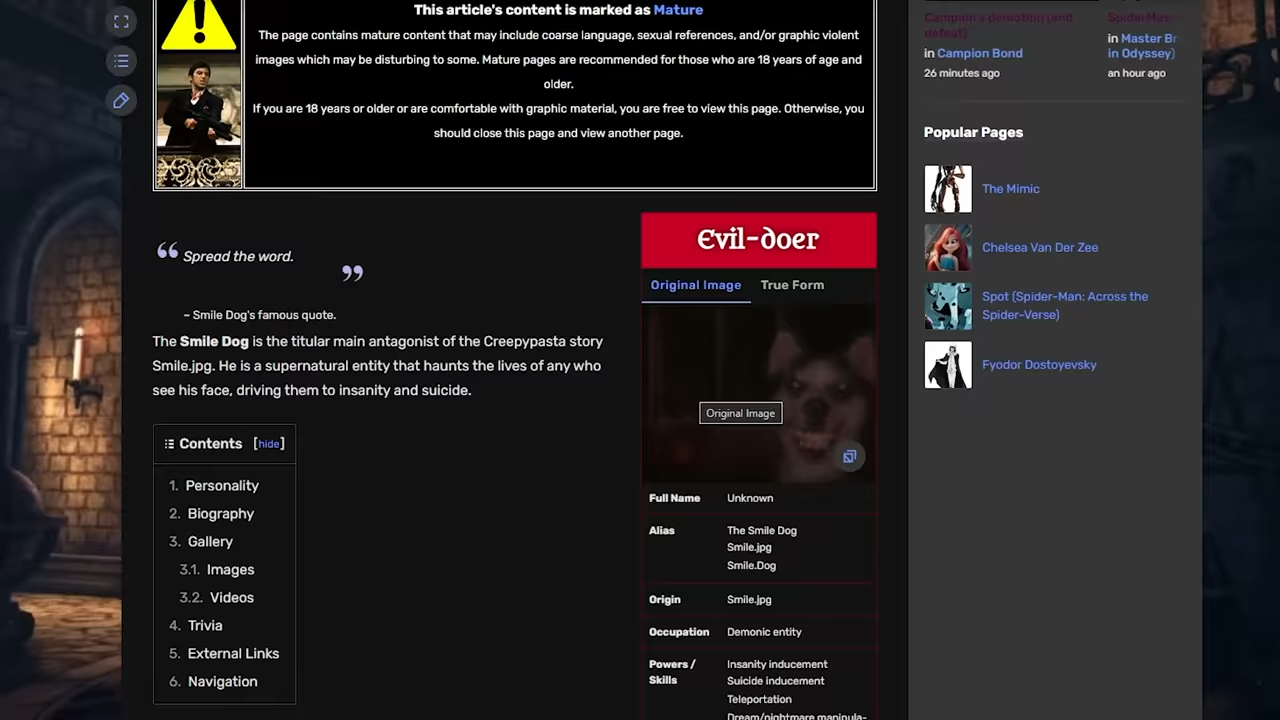 This article's content is marked as Mature
The page contains mature content that may include coarse language, sexual references, and/or graphic violent
images which may be disturbing to some. Mature pages are recommended for those who are 18 years of age and
older.
If you are 18 years or older or are comfortable with graphic material, you are free to view this page. Otherwise, you
should close this page and view another page.
“ Spread the word. ”
~ Smile Dog's famous quote.
The Smile Dog is the titular main antagonist of the Creepypasta story
Smile.jpg. He is a supernatural entity that haunts the lives of any who
see his face, driving them to insanity and suicide.
Contents [hide]
1. Personality
2. Biography
3. Gallery
3.1. Images
3.2. Videos
4. Trivia
5. External Links
6. Navigation
Evil-doer
Original Image True Form
Original Image
Full Name Unknown
Alias The Smile Dog
Smile.jpg
Smile.Dog
Origin Smile.jpg
Occupation Demonic entity
Powers / Skills Insanity inducement
Suicide inducement
Teleportation
Dream/nightmare manipula-
Campion's demotion (and
defeat)
in Campion Bond
26 minutes ago
in Master Br
in Odyssey)
an hour ago
Popular Pages
The Mimic
Chelsea Van Der Zee
Spot (Spider-Man: Across the
Spider-Verse)
Fyodor Dostoyevsky